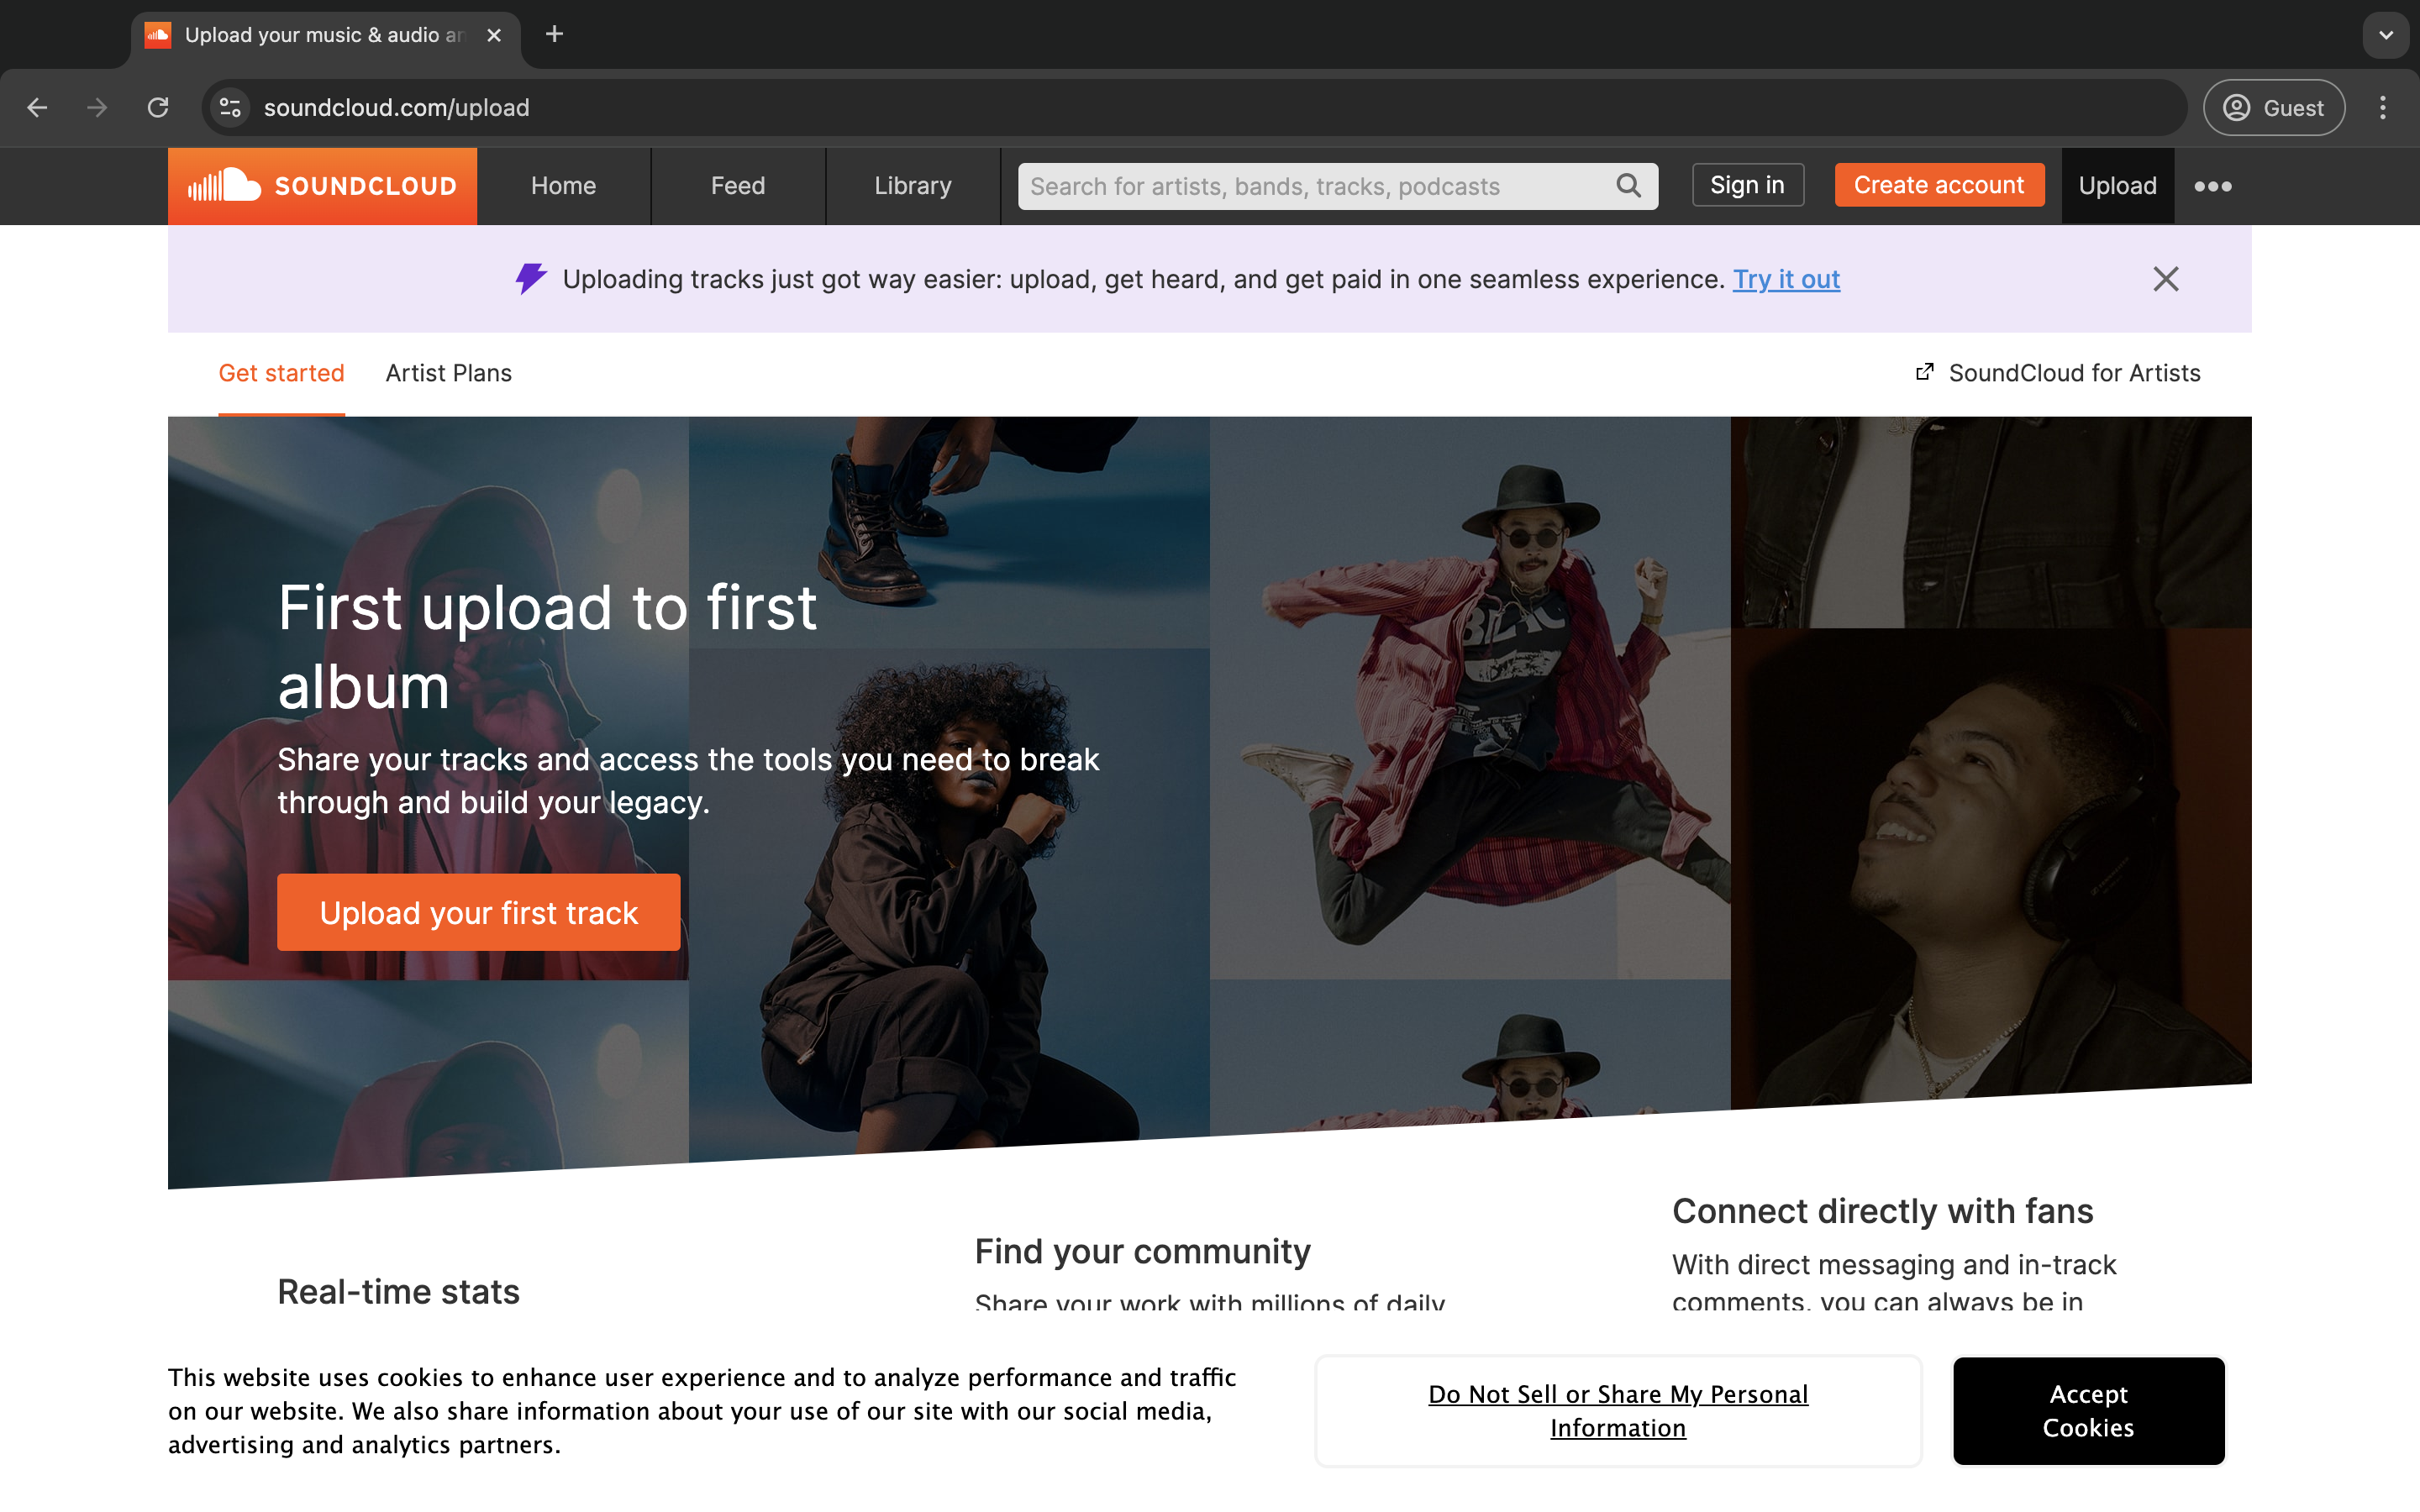 Upload your music & audio an
soundcloud.com/upload
Guest
SOUNDCLOUD
Home
Feed
Library
Search for artists, bands, tracks, podcasts
Sign in
Create account
Upload
Uploading tracks just got way easier: upload, get heard, and get paid in one seamless experience. Try it out
Get started
Artist Plans
SoundCloud for Artists
First upload to first
album
Share your tracks and access the tools you need to break
through and build your legacy.
Upload your first track
Connect directly with fans
With direct messaging and in-track
comments, you can always be in
Find your community
Share your work with millions of daily
Real-time stats
This website uses cookies to enhance user experience and to analyze performance and traffic
on our website. We also share information about your use of our site with our social media,
advertising and analytics partners.
Do Not Sell or Share My Personal
Information
Accept
Cookies